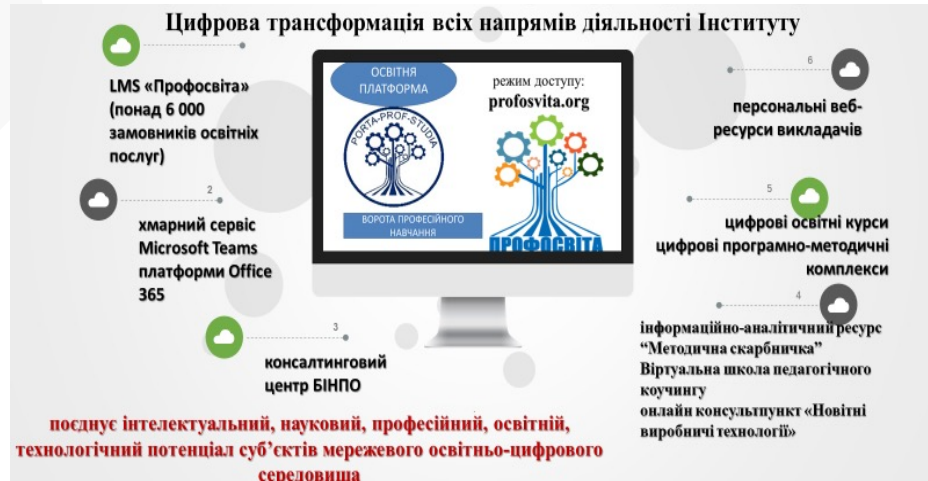 Цифрова трансформація всіх напрямів діяльності Інституту
LMS «Профосвіта»
(понад 6 000
замовників освітніх
послуг)
2
хмарний сервіс
Microsoft Teams
платформи Office
365
3
консалтинговий
центр БІНПО
ОСВІТНЯ
ПЛАТФОРМА
PORTA-PROF-STUDIA
ВОРОТА ПРОФЕСІЙНОГО
НАВЧАННЯ
режим доступу:
profosvita.org
ПРОФОСВІТА
6
персональні веб-
ресурси викладачів
5
цифрові освітні курси
цифрові програмно-методичні
комплекси
4
інформаційно-аналітичний ресурс
“Методична скарбничка”
Віртуальна школа педагогічного
коучингу
онлайн консультпункт «Новітні
виробничі технології»
поєднує інтелектуальний, науковий, професійний, освітній,
технологічний потенціал суб’єктів мережевого освітньо-цифрового
середовища